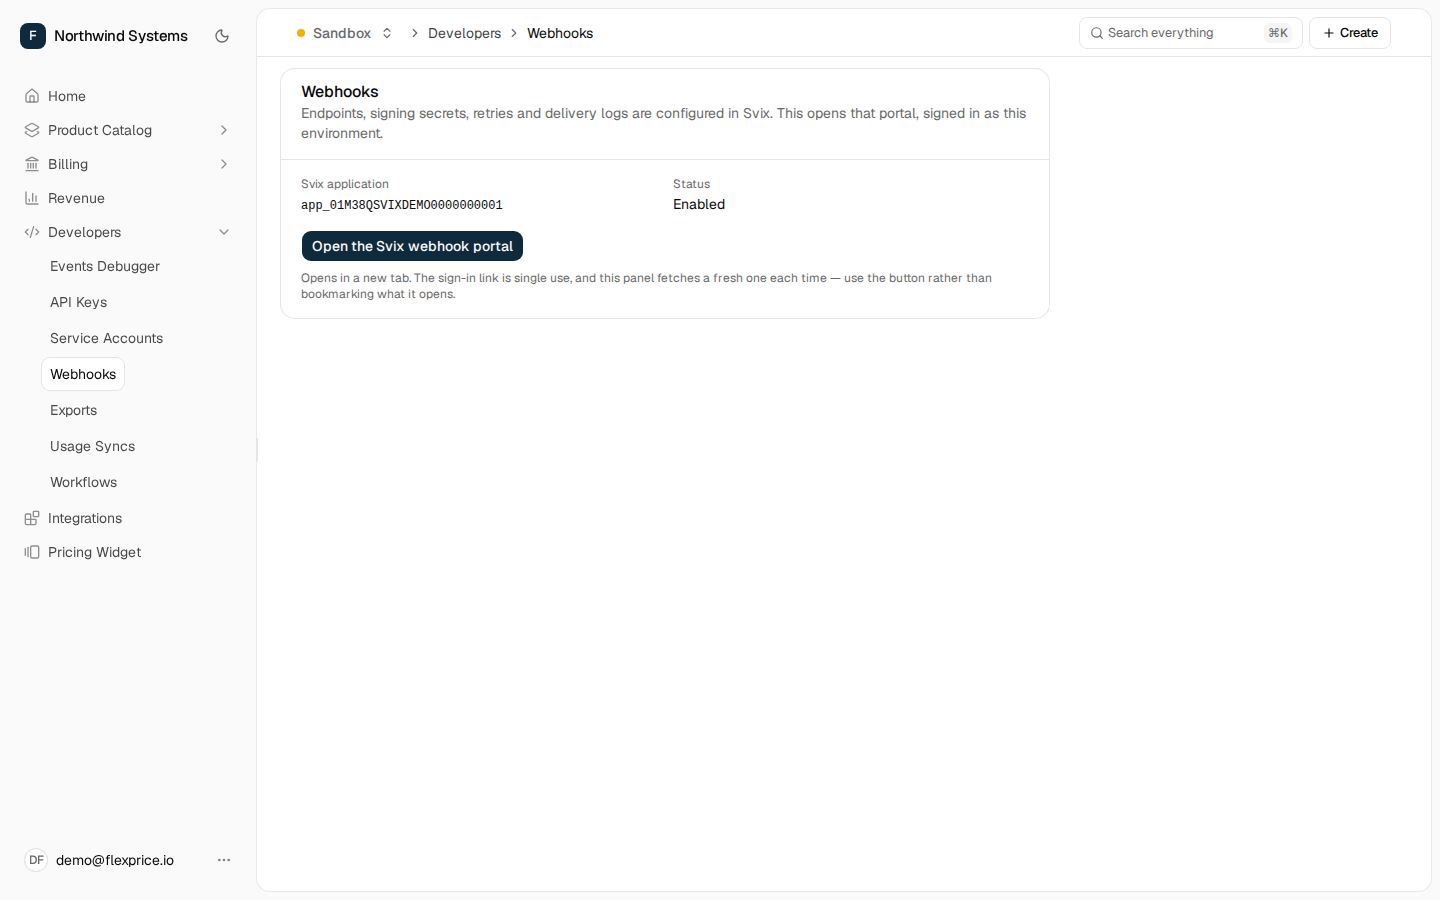 F Northwind Systems
Home
Product Catalog
Billing
Revenue
Developers
Events Debugger
API Keys
Service Accounts
Webhooks
Exports
Usage Syncs
Workflows
Integrations
Pricing Widget
DF demo@flexprice.io
Sandbox Developers Webhooks
Search everything ⌘K
Create
Webhooks
Endpoints, signing secrets, retries and delivery logs are configured in Svix. This opens that portal, signed in as this
environment.
Svix application
app_01M38QSVIXDEMO0000000001
Status
Enabled
Open the Svix webhook portal
Opens in a new tab. The sign-in link is single use, and this panel fetches a fresh one each time — use the button rather than
bookmarking what it opens.